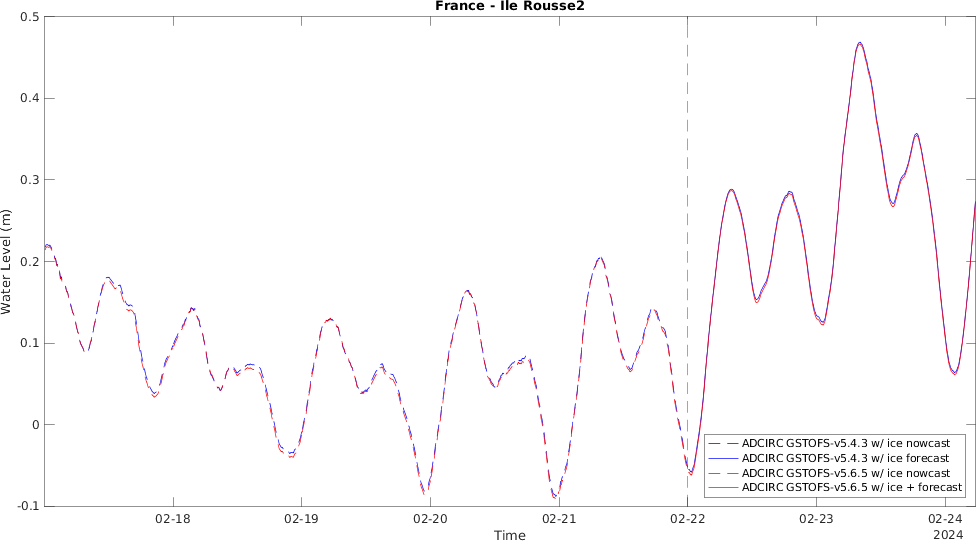 France - Ile Rousse2
0.5
0.4
0.3
0.2
0.1
0
-0.1
Water Level (m)
ADCIRC GSTOFS-v5.4.3 w/ ice nowcast
ADCIRC GSTOFS-v5.4.3 w/ ice forecast
ADCIRC GSTOFS-v5.6.5 w/ ice nowcast
ADCIRC GSTOFS-v5.6.5 w/ ice + forecast
02-18 02-19 02-20 02-21 02-22 02-23 02-24
Time 2024